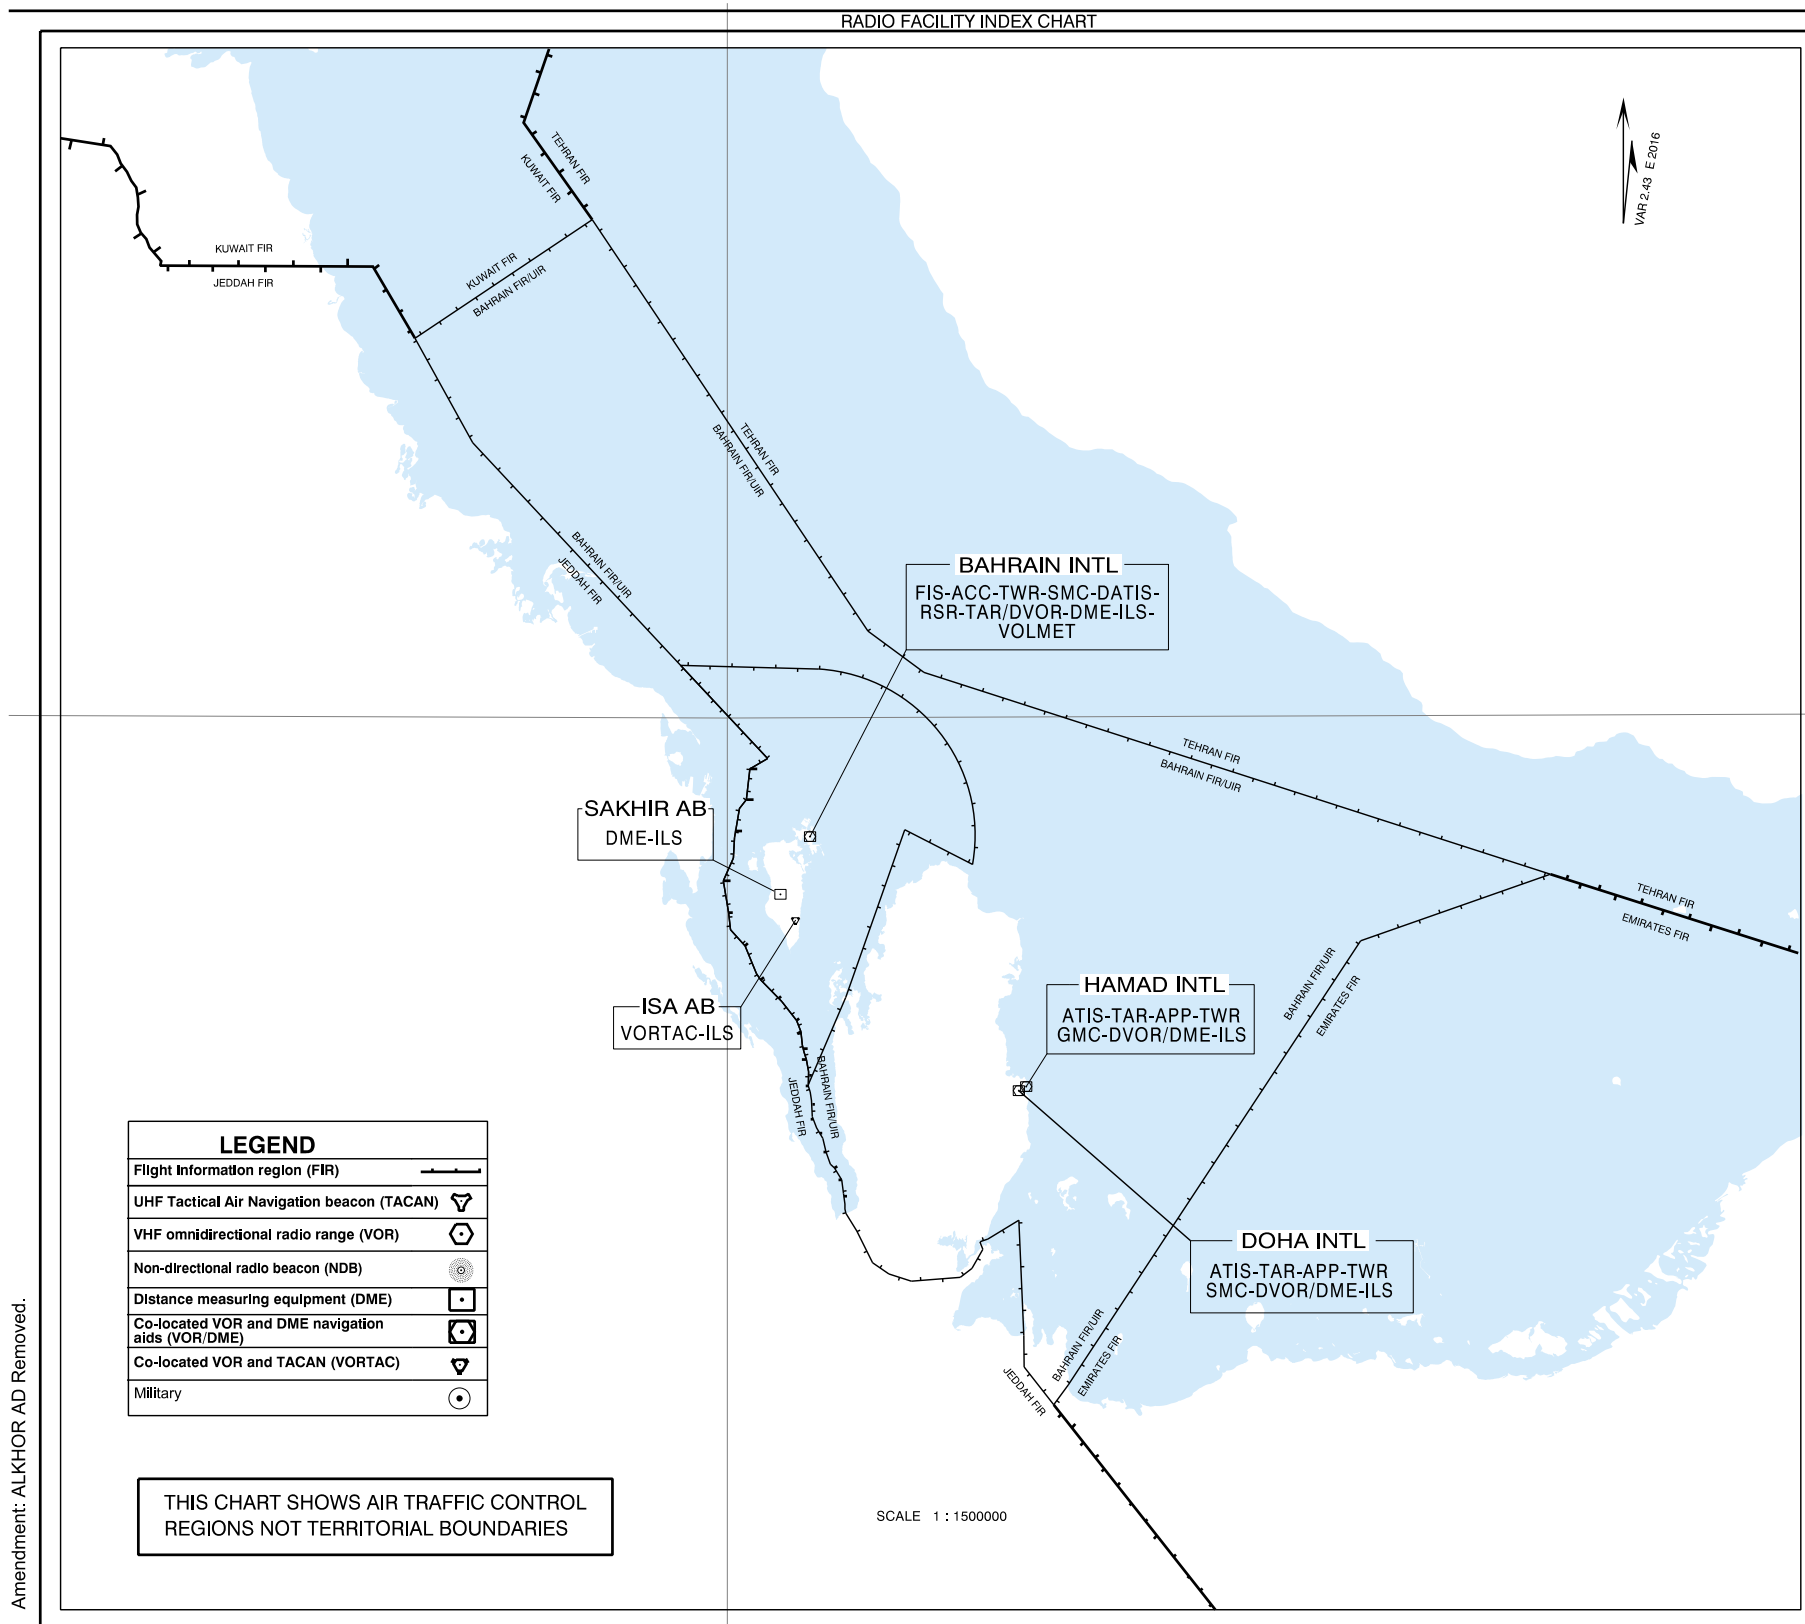 RADIO FACILITY INDEX CHART
TEHRAN FIR
KUWAIT FIR
VAR 2.43 E 2016
KUWAIT FIR
JEDDAH FIR
KUWAIT FIR
BAHRAIN FIR/UIR
TEHRAN FIR
BAHRAIN FIR/UIR
BAHRAIN FIR/UIR
JEDDAH FIR
BAHRAIN INTL
FIS-ACC-TWR-SMC-DATIS-
RSR-TAR/DVOR-DME-ILS-
VOLMET
TEHRAN FIR
BAHRAIN FIR/UIR
SAKHIR AB
DME-ILS
TEHRAN FIR
EMIRATES FIR
ISA AB
VORTAC-ILS
HAMAD INTL
ATIS-TAR-APP-TWR
GMC-DVOR/DME-ILS
BAHRAIN FIR/UIR
EMIRATES FIR
BAHRAIN FIR/UIR
JEDDAH FIR
DOHA INTL
ATIS-TAR-APP-TWR
SMC-DVOR/DME-ILS
BAHRAIN FIR/UIR
EMIRATES FIR
JEDDAH FIR
LEGEND
Flight Information region (FIR)
UHF Tactical Air Navigation beacon (TACAN)
VHF omnidirectional radio range (VOR)
Non-directional radio beacon (NDB)
Distance measuring equipment (DME)
Co-located VOR and DME navigation
aids (VOR/DME)
Co-located VOR and TACAN (VORTAC)
Military
THIS CHART SHOWS AIR TRAFFIC CONTROL
REGIONS NOT TERRITORIAL BOUNDARIES
SCALE 1 : 1500000
Amendment: ALKHOR AD Removed.